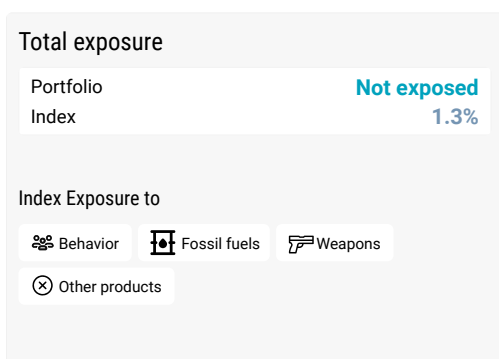 Total exposure
Portfolio Not exposed
Index 1.3%
Index Exposure to
Behavior Fossil fuels Weapons
Other products